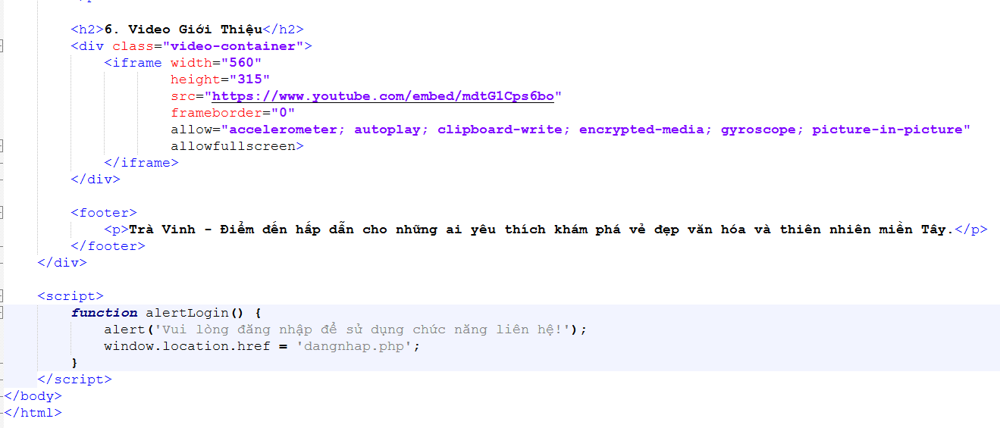 <h2>6. Video Giới Thiệu</h2>
<div class="video-container">
<iframe width="560"
height="315"
src="https://www.youtube.com/embed/mdtG1Cps6bo"
frameborder="0"
allow="accelerometer; autoplay; clipboard-write; encrypted-media; gyroscope; picture-in-picture"
allowfullscreen>
</iframe>
</div>
<footer>
<p>Trà Vinh - Điểm đến hấp dẫn cho những ai yêu thích khám phá vẻ đẹp văn hóa và thiên nhiên miền Tây.</p>
</footer>
</div>
<script>
function alertLogin() {
alert('Vui lòng đăng nhập để sử dụng chức năng liên hệ!');
window.location.href = 'dangnhap.php';
}
</script>
</body>
</html>